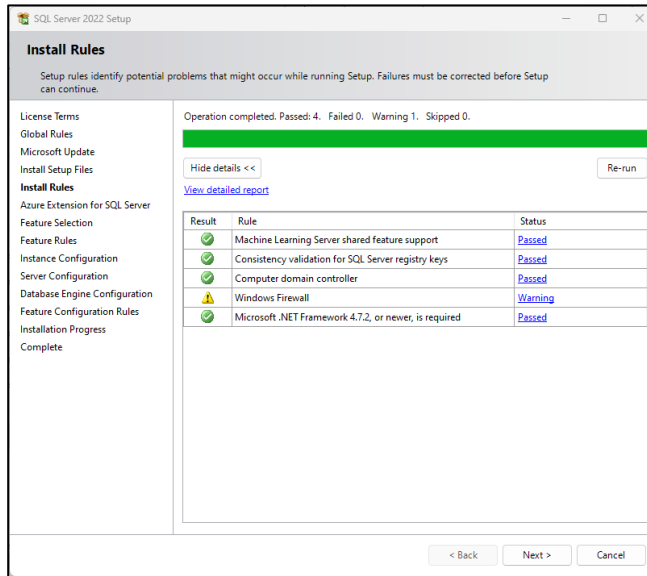 SQL Server 2022 Setup
Install Rules
Setup rules identify potential problems that might occur while running Setup. Failures must be corrected before Setup
can continue.
License Terms
Global Rules
Microsoft Update
Install Setup Files
Install Rules
Azure Extension for SQL Server
Feature Selection
Feature Rules
Instance Configuration
Server Configuration
Database Engine Configuration
Feature Configuration Rules
Installation Progress
Complete
Operation completed. Passed: 4. Failed 0. Warning 1. Skipped 0.
Hide details << Re-run
View detailed report
Result Rule Status
Machine Learning Server shared feature support Passed
Consistency validation for SQL Server registry keys Passed
Computer domain controller Passed
Windows Firewall Warning
Microsoft .NET Framework 4.7.2, or newer, is required Passed
< Back Next > Cancel